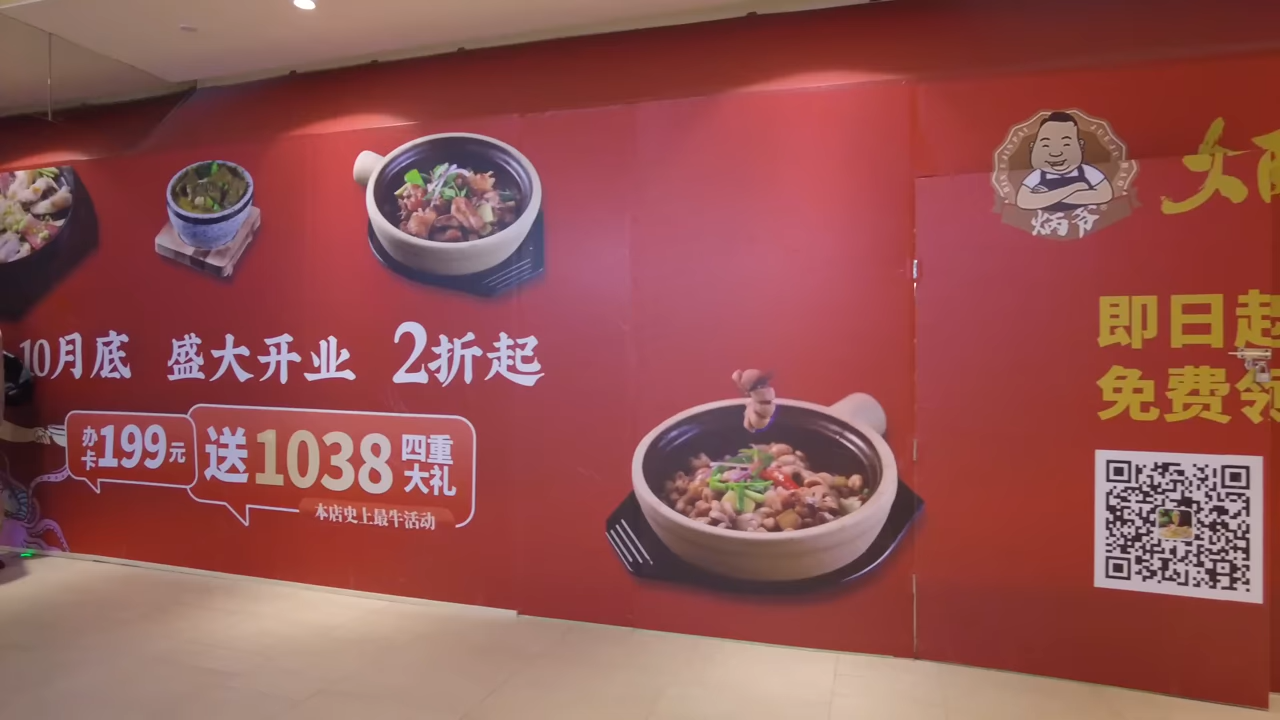 10月底 盛大开业 2折起
办卡199元
送1038四重大礼
本店史上最牛活动
炳爷
即日起
免费领